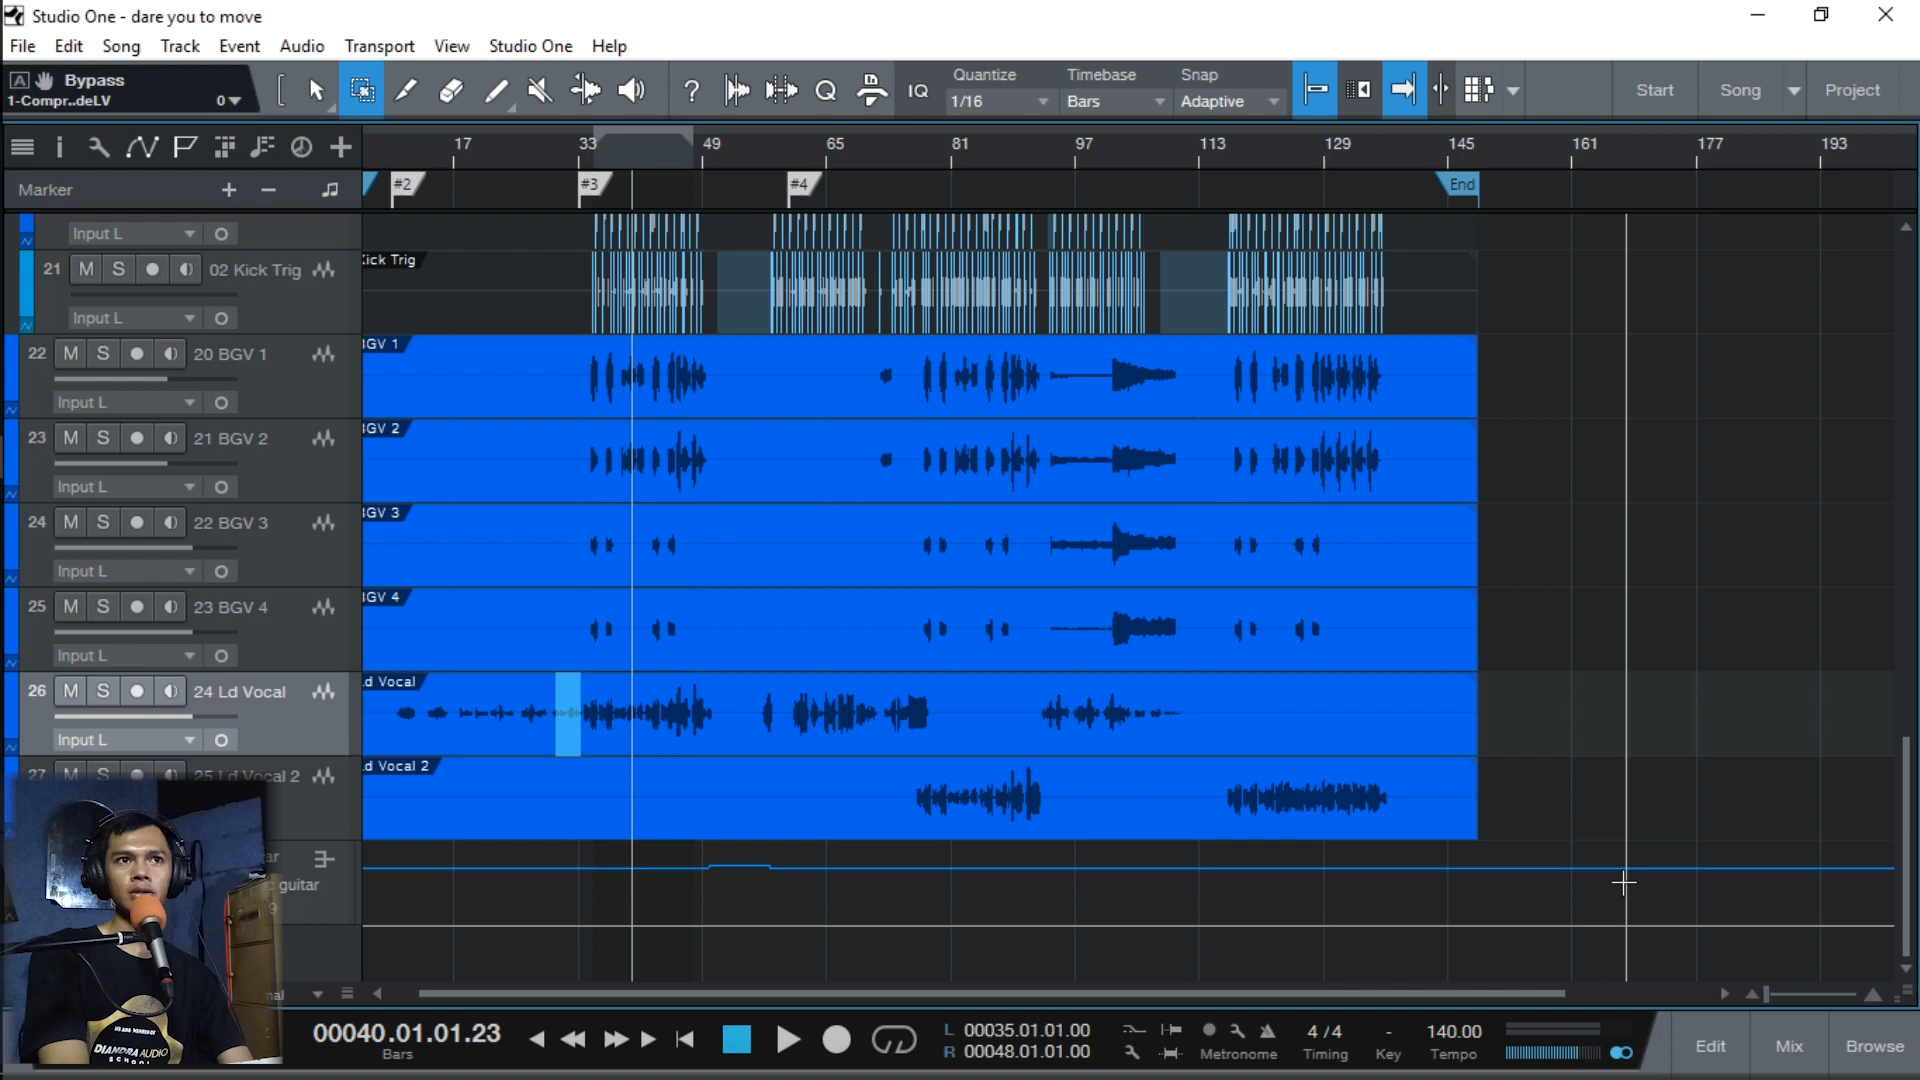 Studio One - dare you to move
File Edit Song Track Event Audio Transport View Studio One Help
A Bypass
1-Compr..deLV 0
? Q IQ
Quantize Timebase Snap
1/16 Bars Adaptive
Start Song Project
17 33 49 65 81 97 113 129 145 161 177 193
Marker + − #2 #3 #4 End
Input L
Kick Trig
21 M S 02 Kick Trig
Input L
BGV 1
22 M S 20 BGV 1
Input L
BGV 2
23 M S 21 BGV 2
Input L
BGV 3
24 M S 22 BGV 3
Input L
BGV 4
25 M S 23 BGV 4
Input L
Ld Vocal
26 M S 24 Ld Vocal
Input L
Ld Vocal 2
27 M S 25 Ld Vocal 2
ar
c guitar
9
nal
00040.01.01.23
Bars
L 00035.01.01.00
R 00048.01.01.00
Metronome
4 / 4
Timing
-
Key
140.00
Tempo
Edit Mix Browse
DIANDRA AUDIO
SCHOOL